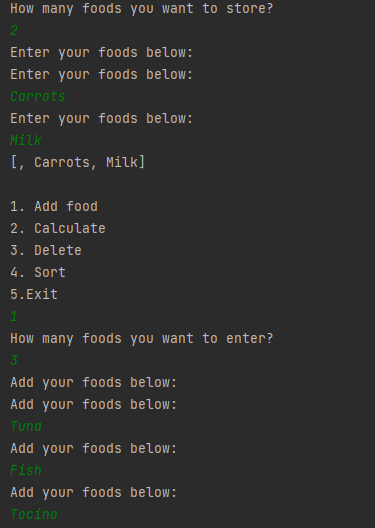 How many foods you want to store?
2
Enter your foods below:
Enter your foods below:
Carrots
Enter your foods below:
Milk
[, Carrots, Milk]
1. Add food
2. Calculate
3. Delete
4. Sort
5.Exit
1
How many foods you want to enter?
3
Add your foods below:
Add your foods below:
Tuna
Add your foods below:
Fish
Add your foods below:
Tocino